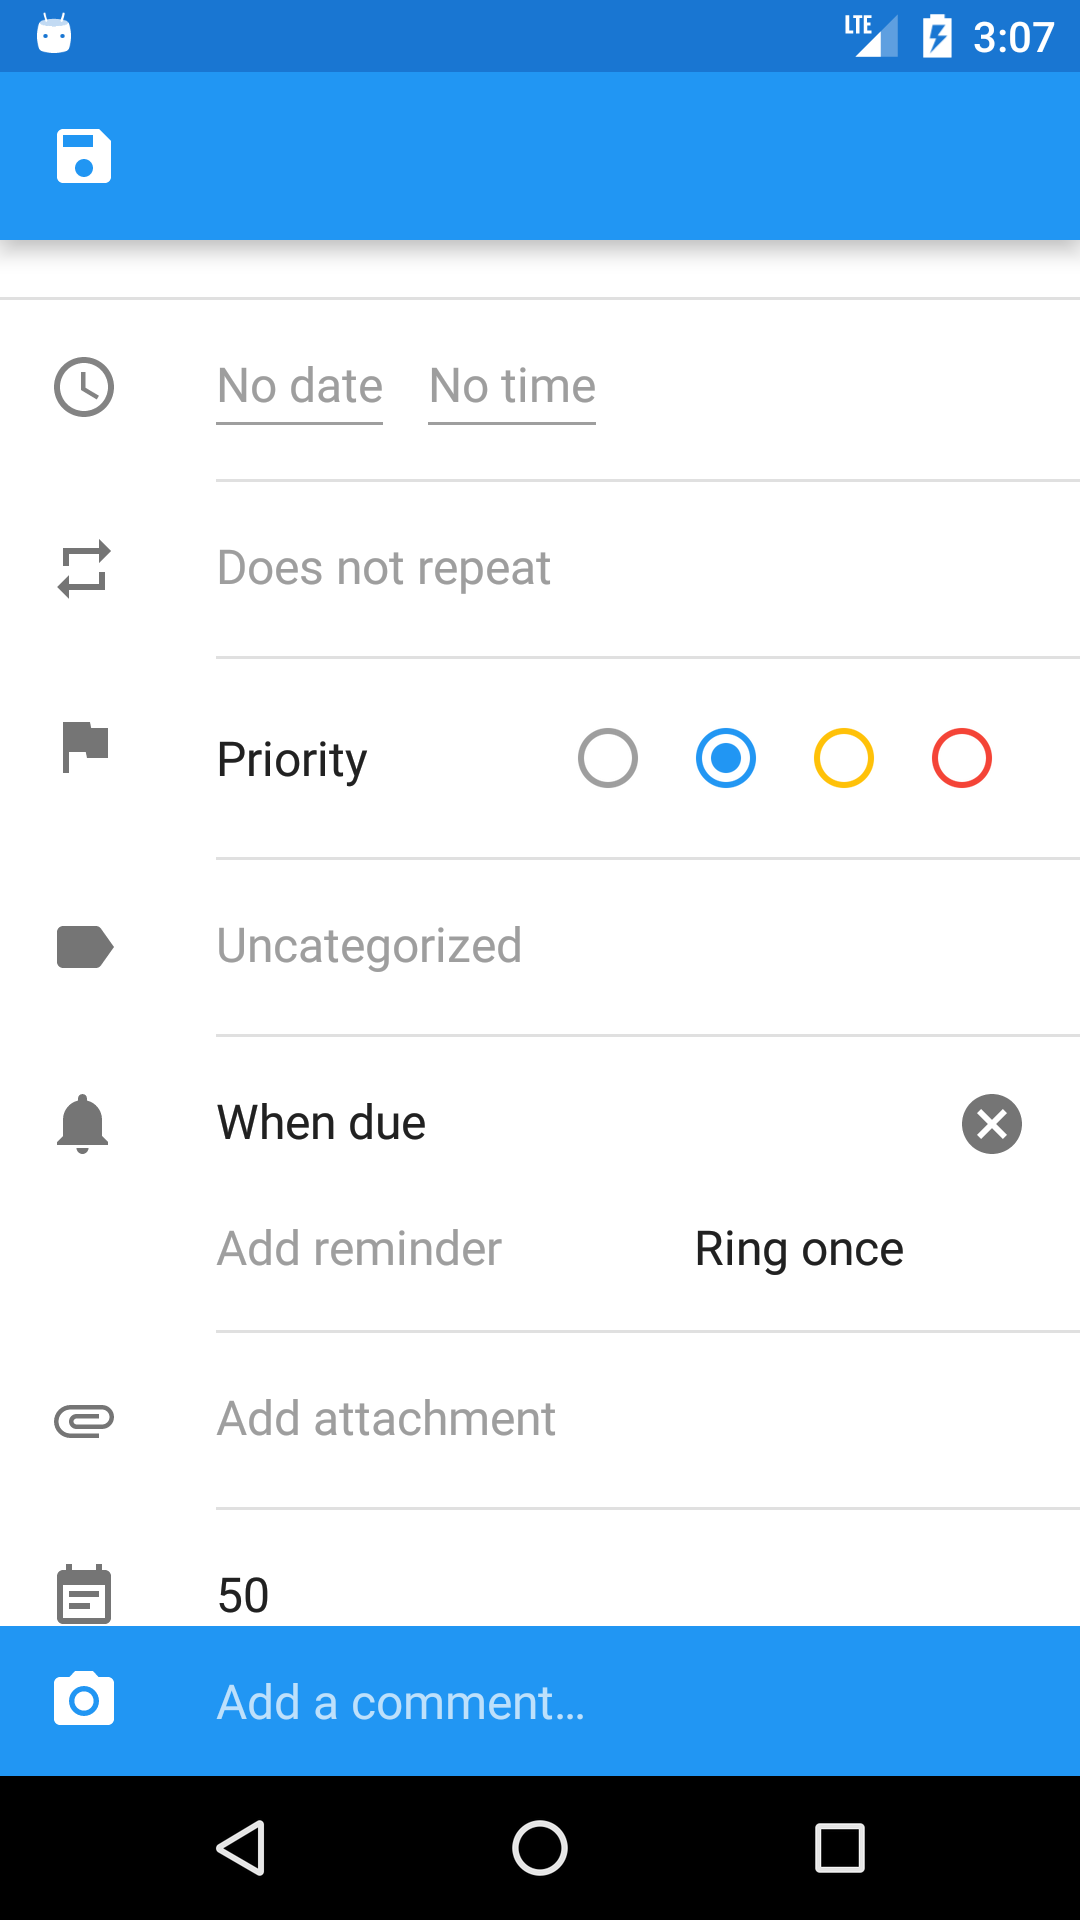 LTE 3:07
No date No time
Does not repeat
Priority
Uncategorized
When due
Add reminder Ring once
Add attachment
50
Add a comment...